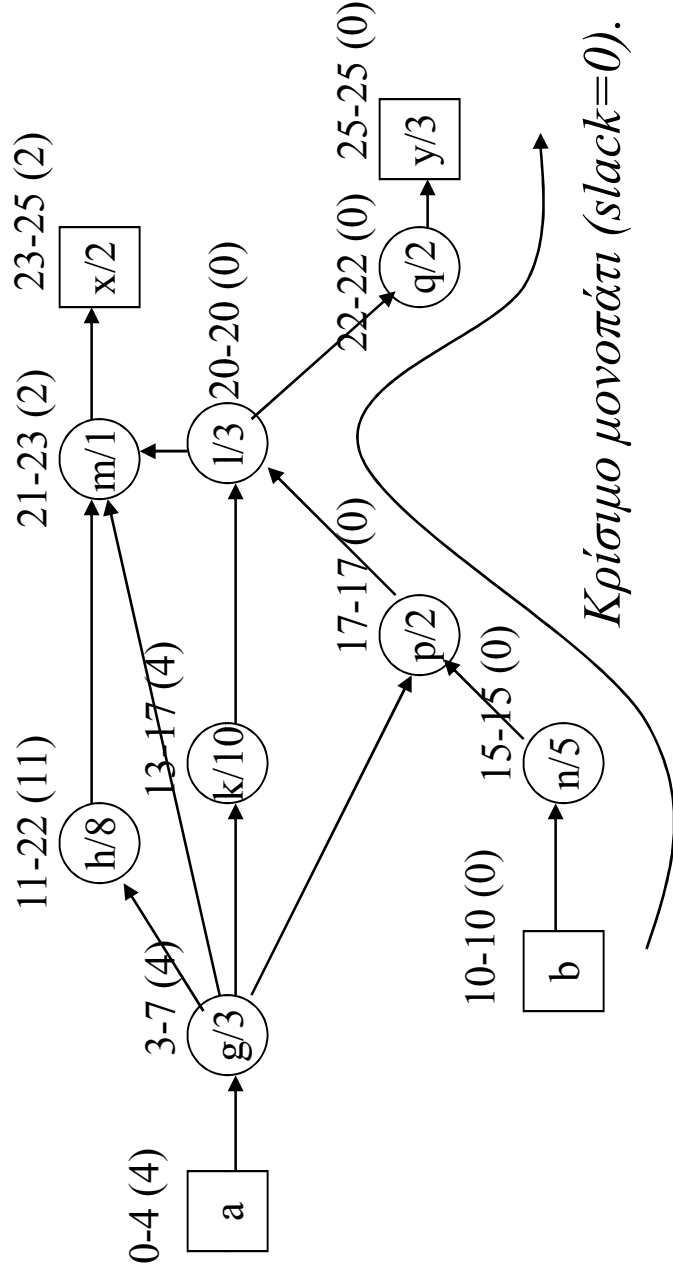 0-4 (4)
a
3-7 (4)
g/3
11-22 (11)
h/8
13-17 (4)
k/10
21-23 (2)
m/1
23-25 (2)
x/2
20-20 (0)
l/3
10-10 (0)
b
15-15 (0)
n/5
17-17 (0)
p/2
22-22 (0)
q/2
25-25 (0)
y/3
Κρίσιμο μονοπάτι (slack=0).